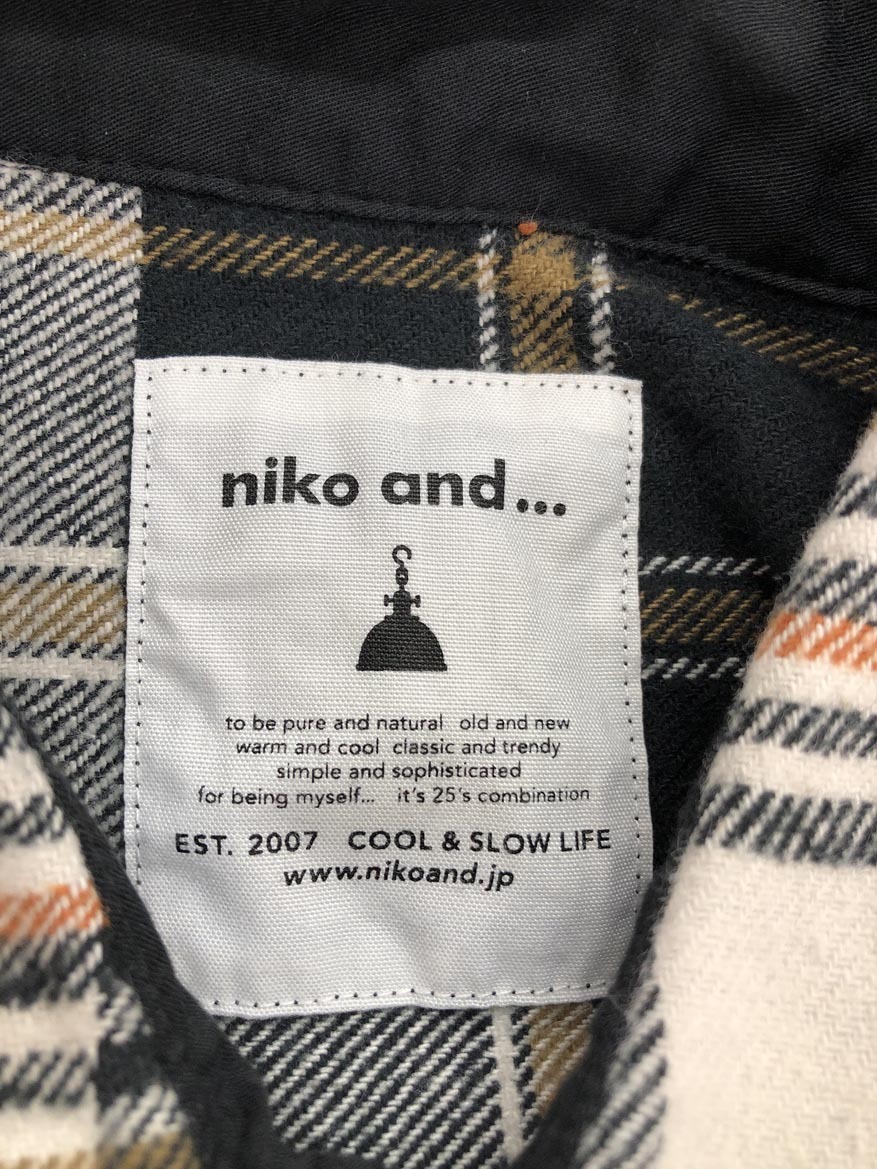 niko and...
to be pure and natural old and new
warm and cool classic and trendy
simple and sophisticated
for being myself... it's 25's combination
EST. 2007 COOL & SLOW LIFE
www.nikoand.jp